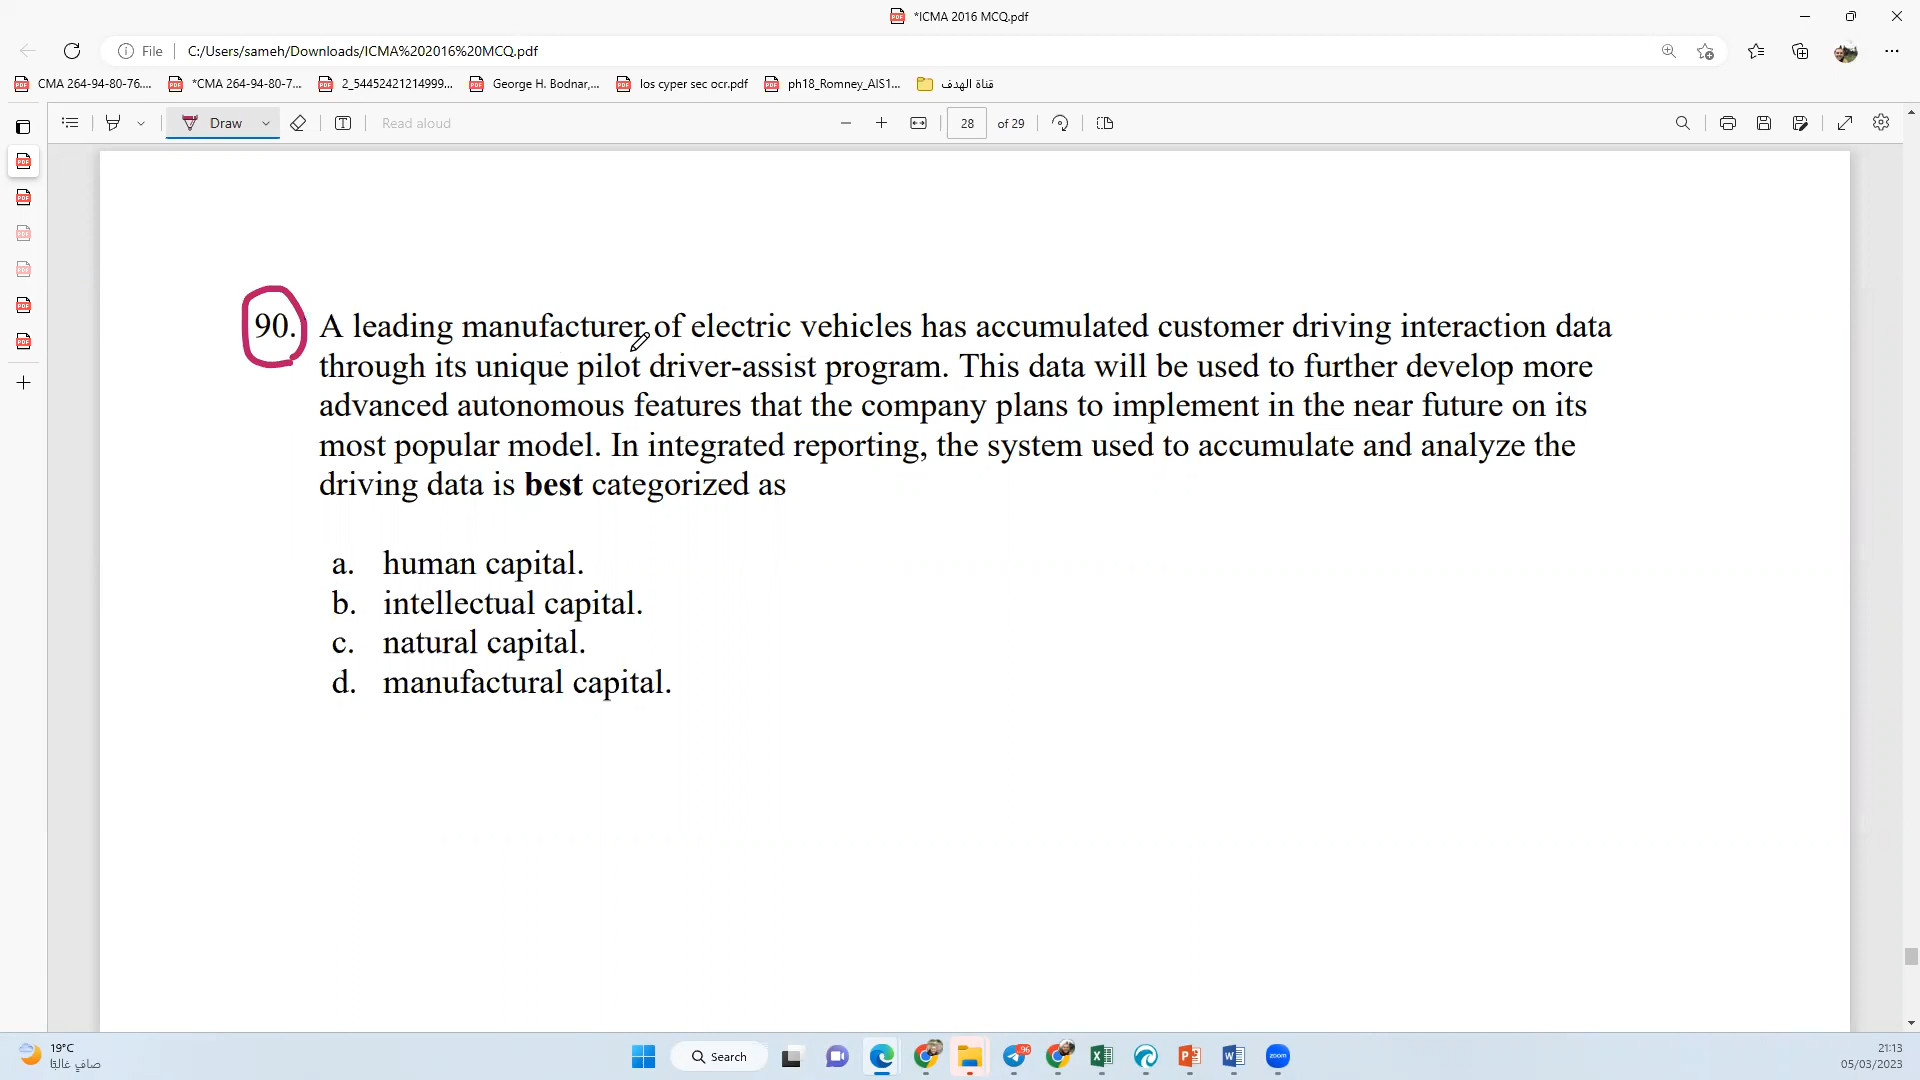 *ICMA 2016 MCQ.pdf
File C:/Users/sameh/Downloads/ICMA%202016%20MCQ.pdf
CMA 264-94-80-76.... *CMA 264-94-80-7... 2_54452421214999... George H. Bodnar,... los cyper sec ocr.pdf ph18_Romney_AIS1... قناة الهدف
Draw Read aloud 28 of 29
90. A leading manufacturer of electric vehicles has accumulated customer driving interaction data
through its unique pilot driver-assist program. This data will be used to further develop more
advanced autonomous features that the company plans to implement in the near future on its
most popular model. In integrated reporting, the system used to accumulate and analyze the
driving data is best categorized as
a. human capital.
b. intellectual capital.
c. natural capital.
d. manufactural capital.
19°C
صافٍ غالبًا
Search
96
zoom
21:13
05/03/2023